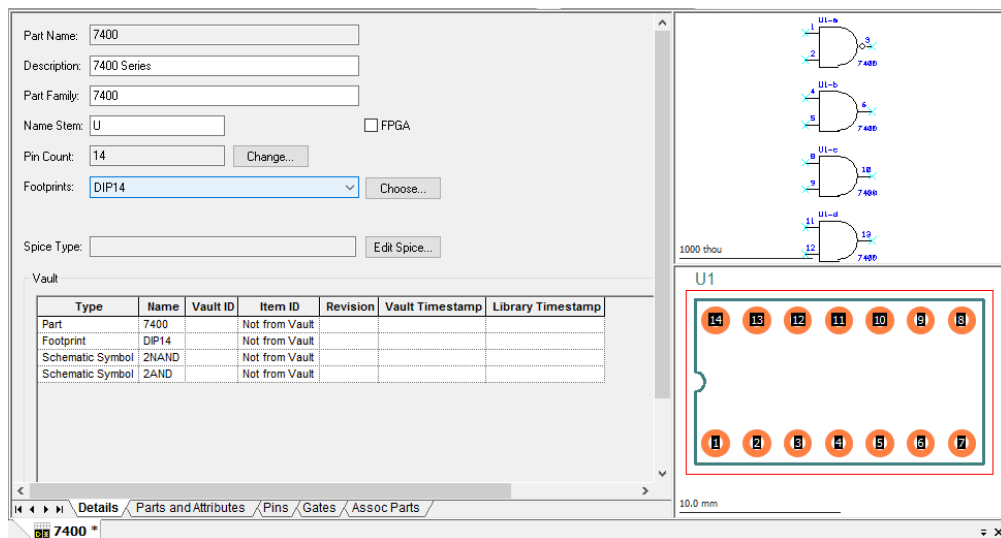 Part Name: 7400
Description: 7400 Series
Part Family: 7400
Name Stem: U FPGA
Pin Count: 14 Change...
Footprints: DIP14 Choose...
Spice Type: Edit Spice...
Vault
Type Name Vault ID Item ID Revision Vault Timestamp Library Timestamp
Part 7400 Not from Vault
Footprint DIP14 Not from Vault
Schematic Symbol 2NAND Not from Vault
Schematic Symbol 2AND Not from Vault
Details Parts and Attributes Pins Gates Assoc Parts
7400 *
U1-a
1 3
2 7400
U1-b
4 6
5 7400
U1-c
8 10
9 7400
U1-d
11 13
12 7400
1000 thou
U1
14 13 12 11 10 9 8
1 2 3 4 5 6 7
10.0 mm